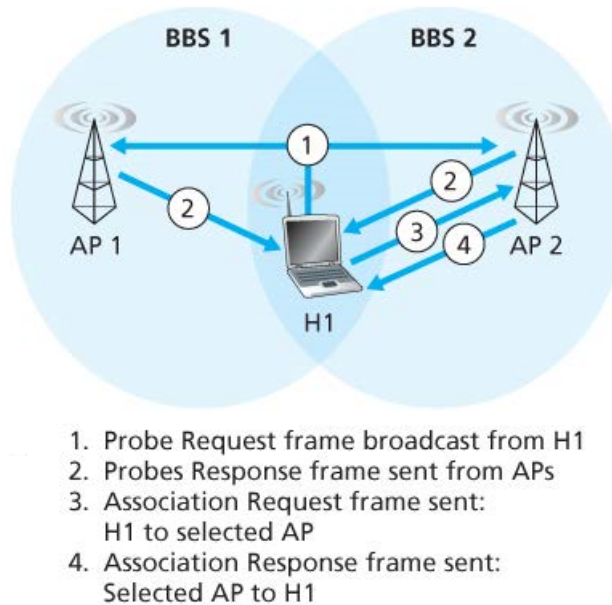 BBS 1
BBS 2
1
2
2
3
4
AP 1
AP 2
H1
1. Probe Request frame broadcast from H1
2. Probes Response frame sent from APs
3. Association Request frame sent:
H1 to selected AP
4. Association Response frame sent:
Selected AP to H1